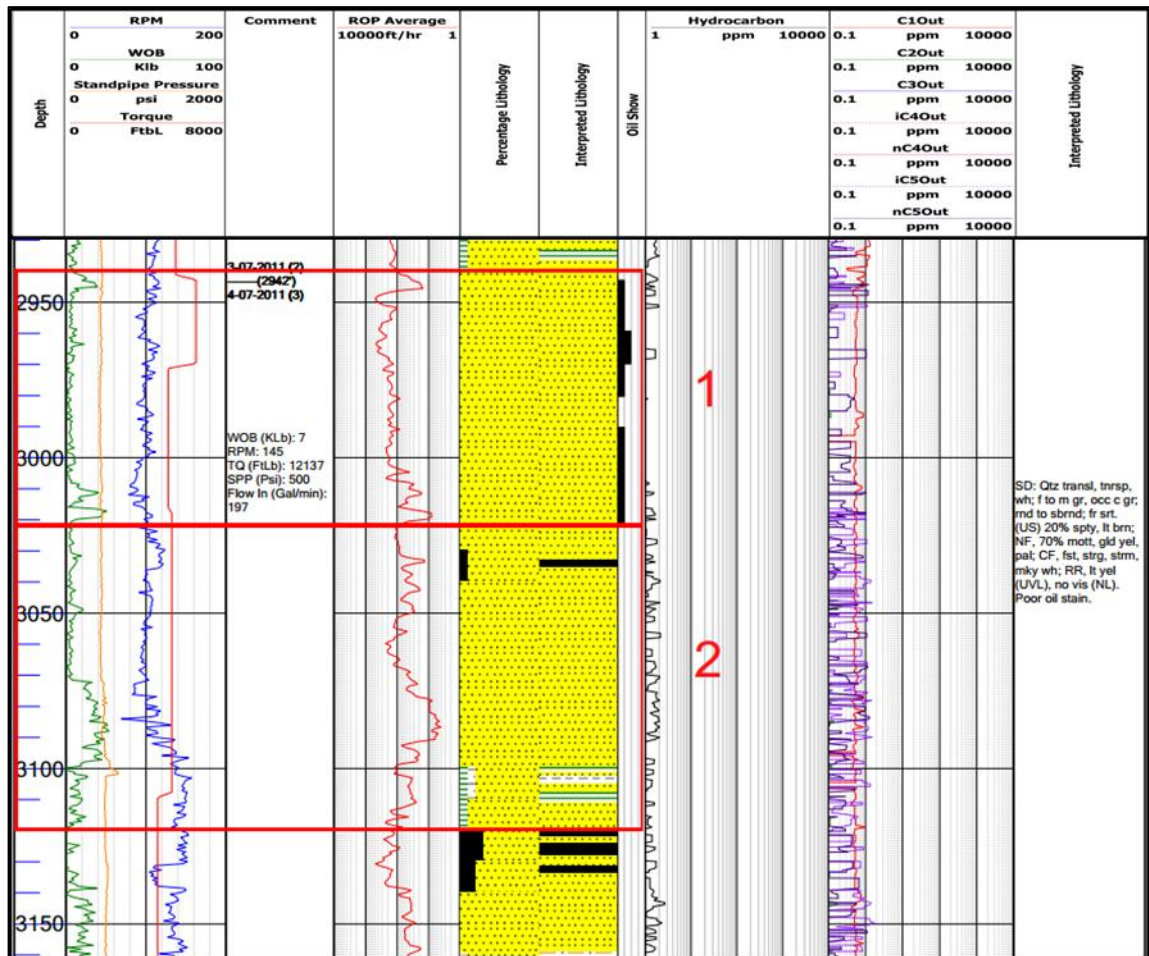 Depth
RPM
0 200
WOB
0 Klb 100
Standpipe Pressure
0 psi 2000
Torque
0 FtbL 8000
Comment
ROP Average
10000ft/hr 1
Percentage Lithology
Interpreted Lithology
Oil Show
Hydrocarbon
1 ppm 10000
C1Out
0.1 ppm 10000
C2Out
0.1 ppm 10000
C3Out
0.1 ppm 10000
iC4Out
0.1 ppm 10000
nC4Out
0.1 ppm 10000
iC5Out
0.1 ppm 10000
nC5Out
0.1 ppm 10000
Interpreted Lithology
3-07-2011 (2)
(2942')
4-07-2011 (3)
2950
3000
3050
3100
3150
WOB (KLb): 7
RPM: 145
TQ (FtLb): 12137
SPP (Psi): 500
Flow In (Gal/min):
197
1
2
SD: Qtz transl, tnrsp,
wh; f to m gr, occ c gr;
rnd to sbrnd; fr srt.
(US) 20% spty, lt brn;
NF, 70% mott, gld yel,
pal; CF, fst, strg, strm,
mky wh; RR, lt yel
(UVL), no vis (NL).
Poor oil stain.